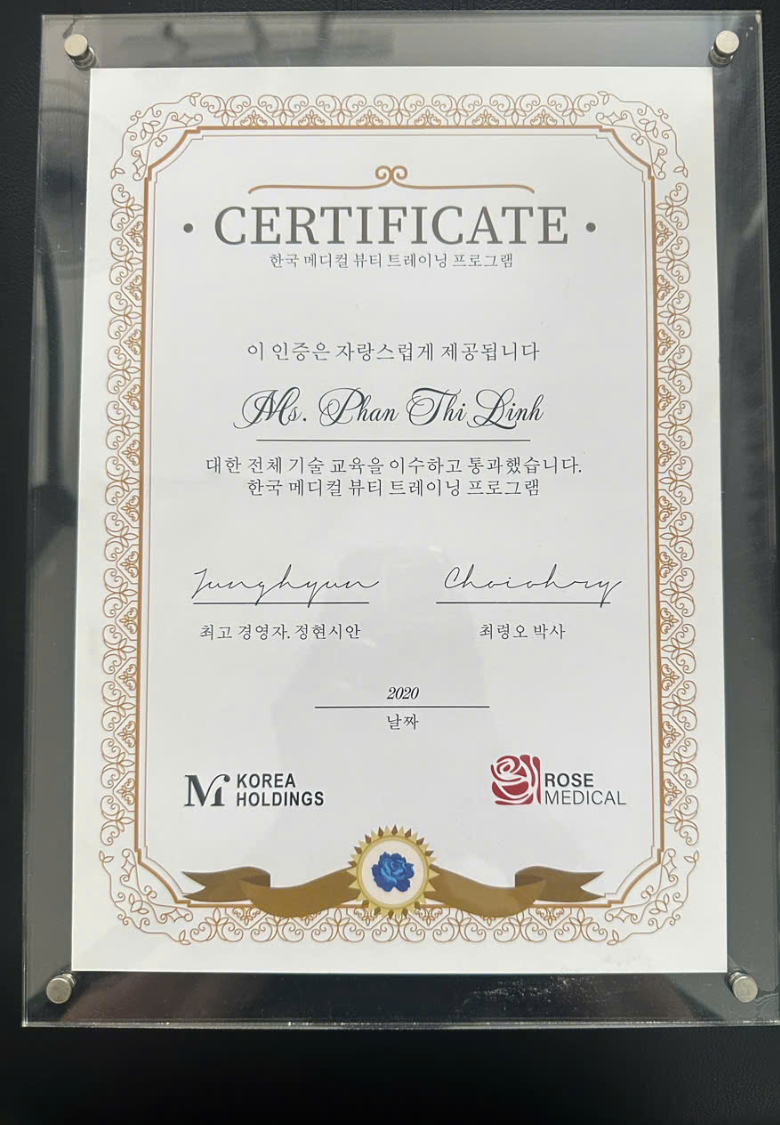 · CERTIFICATE ·
한국 메디컬 뷰티 트레이닝 프로그램
이 인증은 자랑스럽게 제공됩니다
Ms. Phan Thi Linh
대한 전체 기술 교육을 이수하고 통과했습니다.
한국 메디컬 뷰티 트레이닝 프로그램
Junghyun
최고 경영자. 정현시안
최령오 박사
2020
날짜
M KOREA HOLDINGS
ROSE MEDICAL